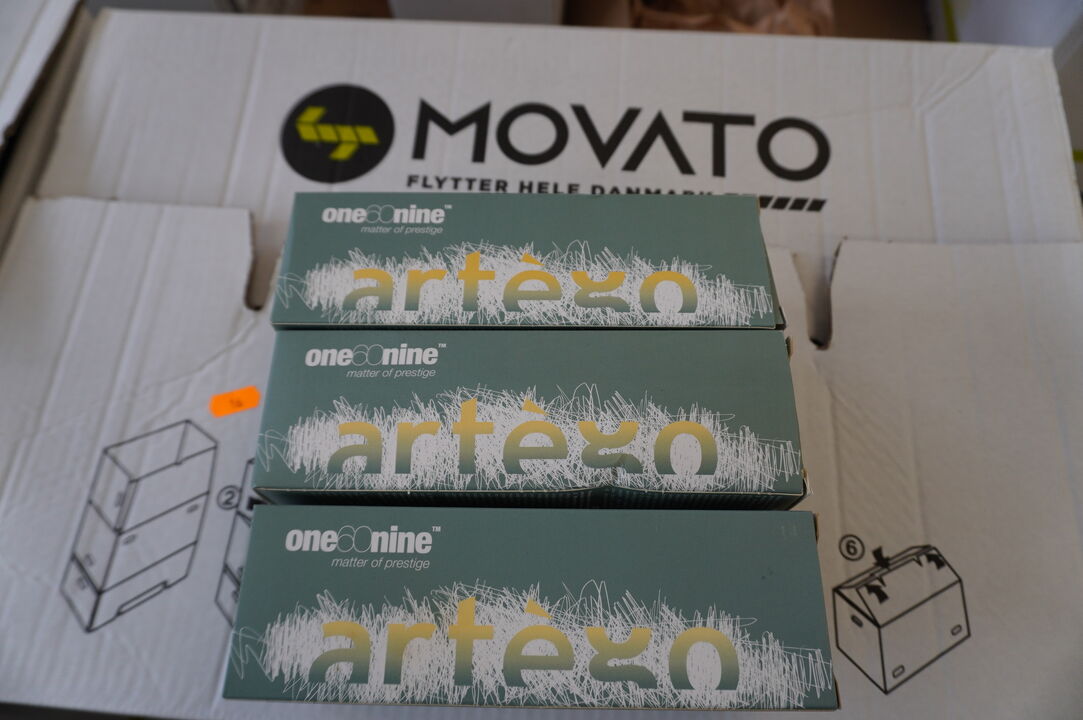 MOVATO
FLYTTER HELE DANMARK
one60nine™
matter of prestige
artègo
one60nine™
matter of prestige
artègo
one60nine™
matter of prestige
artègo
2
6